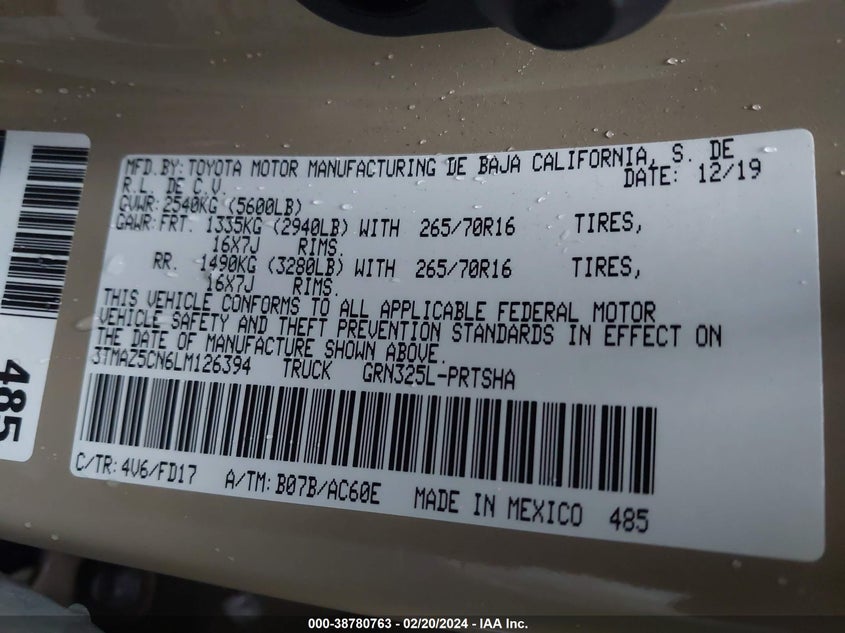 MFD.BY:TOYOTA MOTOR MANUFACTURING DE BAJA CALIFORNIA, S. DE
R.L. DE C.V. DATE: 12/19
GVWR:2540KG (5600LB)
GAWR:FRT. 1335KG (2940LB) WITH 265/70R16 TIRES,
16X7J RIMS.
RR. 1490KG (3280LB) WITH 265/70R16 TIRES,
16X7J RIMS.
THIS VEHICLE CONFORMS TO ALL APPLICABLE FEDERAL MOTOR
VEHICLE SAFETY AND THEFT PREVENTION STANDARDS IN EFFECT ON
THE DATE OF MANUFACTURE SHOWN ABOVE.
3TMAZ5CN6LM126394 TRUCK GRN325L-PRTSHA
C/TR:4V6/FD17 A/TM:B07B/AC60E MADE IN MEXICO 485
485
000-38780763 - 02/20/2024 - IAA Inc.